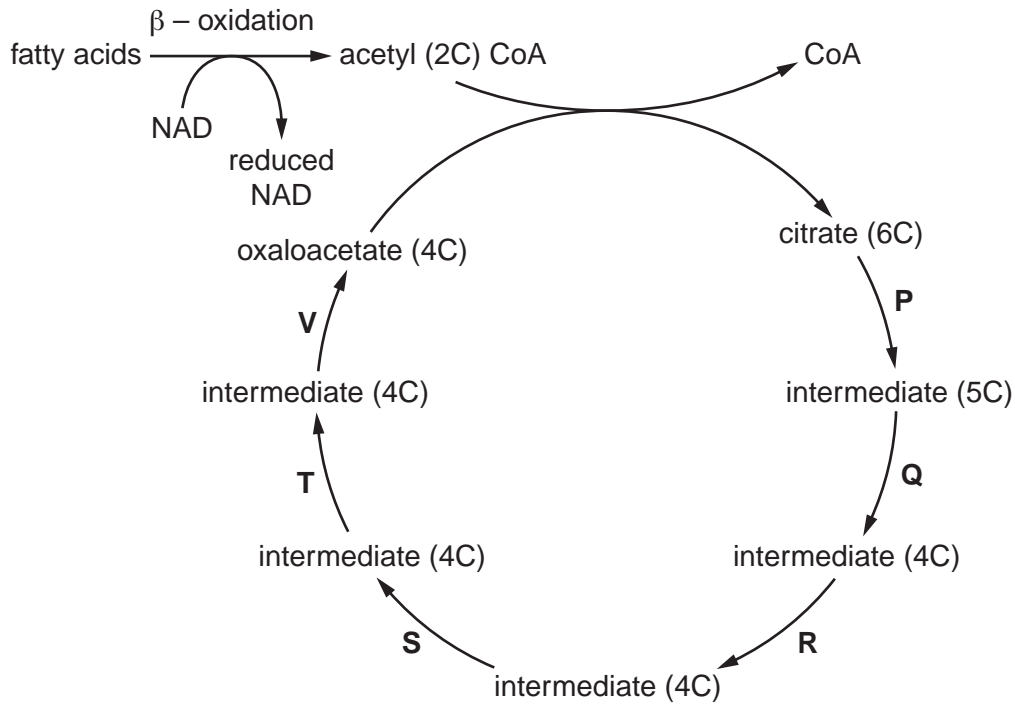 β – oxidation
fatty acids
acetyl (2C) CoA
CoA
NAD
reduced
NAD
oxaloacetate (4C)
citrate (6C)
P
V
intermediate (4C)
intermediate (5C)
Q
T
intermediate (4C)
intermediate (4C)
S
R
intermediate (4C)